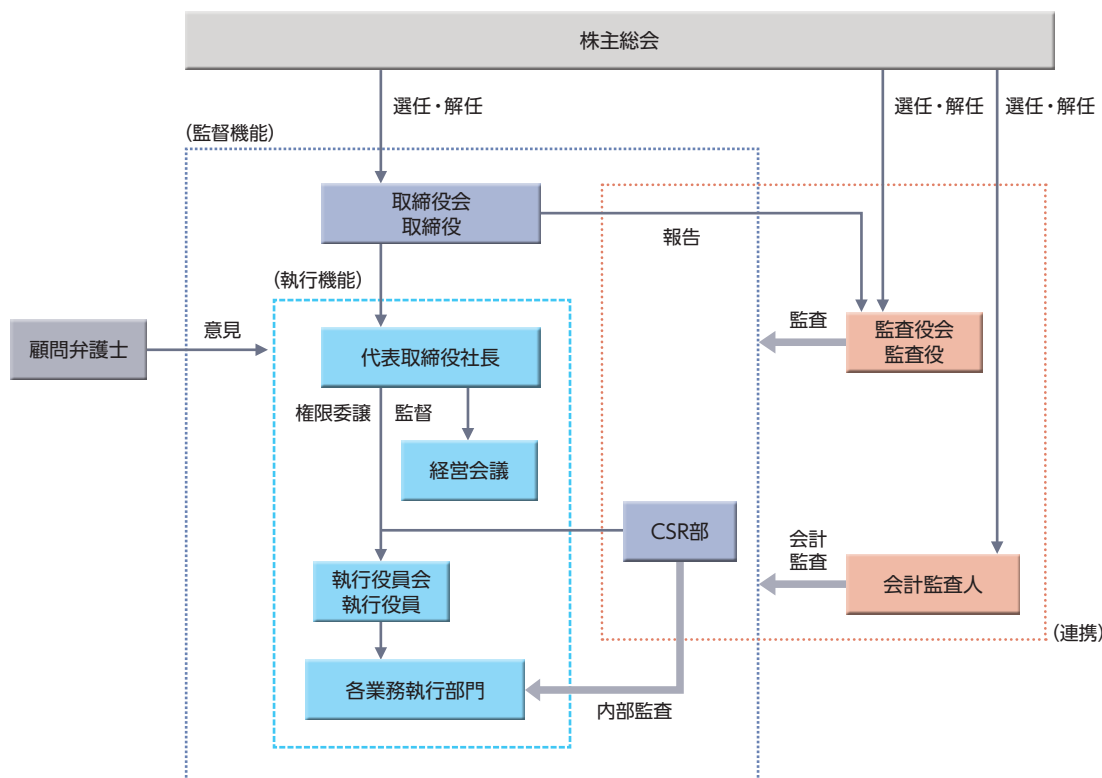 株主総会
選任・解任
選任・解任
選任・解任
(監督機能)
取締役会
取締役
報告
(執行機能)
顧問弁護士
意見
代表取締役社長
監査
監査役会
監査役
権限委譲
監督
経営会議
CSR部
会計
監査
会計監査人
執行役員会
執行役員
(連携)
各業務執行部門
内部監査